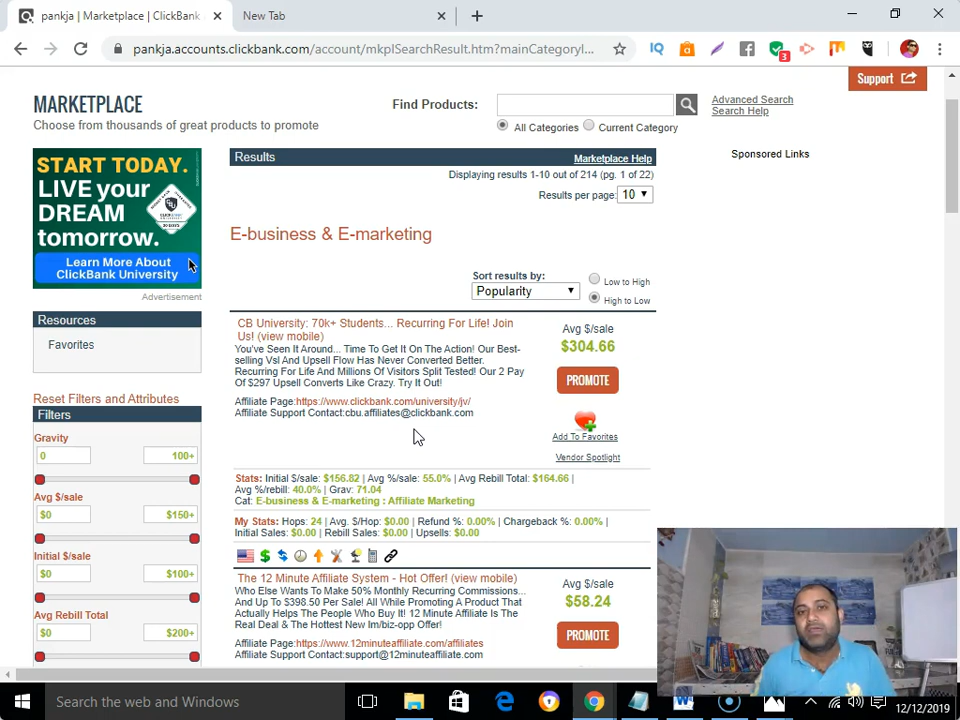 pankja | Marketplace | ClickBank
New Tab
pankja.accounts.clickbank.com/account/mkplSearchResult.htm?mainCategoryI...
3
Support
MARKETPLACE
Choose from thousands of great products to promote
Find Products:
Advanced Search
Search Help
All Categories
Current Category
START TODAY.
LIVE your
DREAM
tomorrow.
Learn More About
ClickBank University
Advertisement
Resources
Favorites
Reset Filters and Attributes
Filters
Gravity
0
100+
Avg $/sale
$0
$150+
Initial $/sale
$0
$100+
Avg Rebill Total
$0
$200+
Results
Marketplace Help
Displaying results 1-10 out of 214 (pg. 1 of 22)
Results per page:
10
E-business & E-marketing
Sort results by:
Popularity
Low to High
High to Low
CB University: 70k+ Students... Recurring For Life! Join
Us! (view mobile)
You've Seen It Around... Time To Get It On The Action! Our Best-
selling Vsl And Upsell Flow Has Never Converted Better.
Recurring For Life And Millions Of Visitors Split Tested! Our 2 Pay
Of $297 Upsell Converts Like Crazy. Try It Out!
Affiliate Page:https://www.clickbank.com/university/jv/
Affiliate Support Contact:cbu.affiliates@clickbank.com
Avg $/sale
$304.66
PROMOTE
Add To Favorites
Vendor Spotlight
Stats: Initial $/sale: $156.82 | Avg %/sale: 55.0% | Avg Rebill Total: $164.66 |
Avg %/rebill: 40.0% | Grav: 71.04
Cat: E-business & E-marketing : Affiliate Marketing
My Stats: Hops: 24 | Avg. $/Hop: $0.00 | Refund %: 0.00% | Chargeback %: 0.00% |
Initial Sales: $0.00 | Rebill Sales: $0.00 | Upsells: $0.00
The 12 Minute Affiliate System - Hot Offer! (view mobile)
Who Else Wants To Make 50% Monthly Recurring Commissions...
And Up To $398.50 Per Sale! All While Promoting A Product That
Actually Helps The People Who Buy It! 12 Minute Affiliate Is The
Real Deal & The Hottest New Im/biz-opp Offer!
Affiliate Page:https://www.12minuteaffiliate.com/affiliates
Affiliate Support Contact:support@12minuteaffiliate.com
Avg $/sale
$58.24
PROMOTE
Sponsored Links
Search the web and Windows
12/12/2019